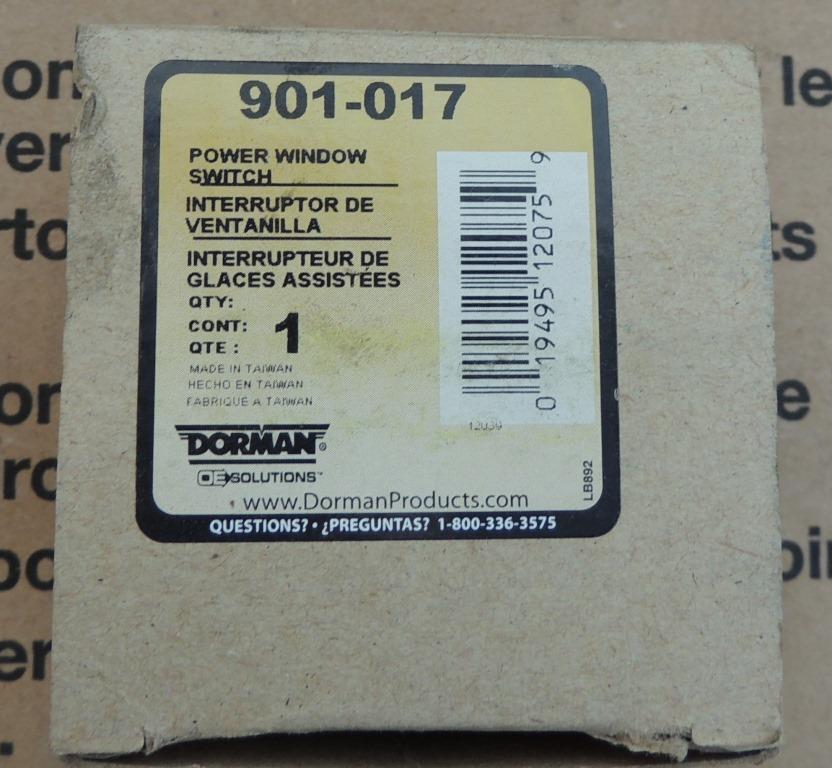 901-017
POWER WINDOW
SWITCH
INTERRUPTOR DE
VENTANILLA
INTERRUPTEUR DE
GLACES ASSISTÉES
QTY:
CONT: 1
QTE :
MADE IN TAIWAN
HECHO EN TAIWAN
FABRIQUE A TAIWAN
DORMAN®
OE SOLUTIONS™
www.DormanProducts.com
QUESTIONS? • ¿PREGUNTAS? 1-800-336-3575
0 19495 12075 9
LB892